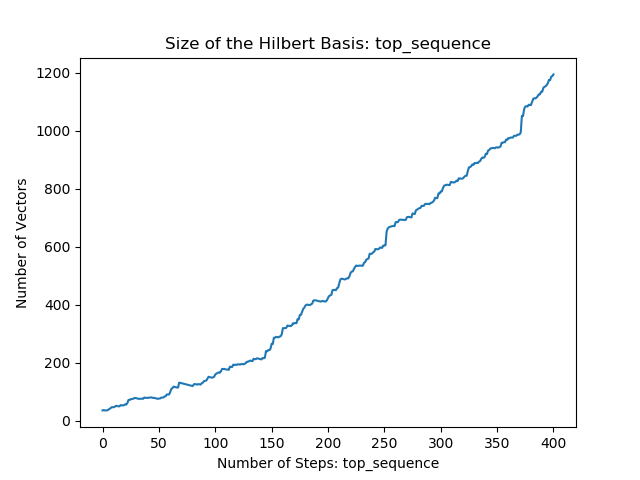 Size of the Hilbert Basis: top_sequence
1200
1000
800
600
400
200
0
Number of Vectors
0 50 100 150 200 250 300 350 400
Number of Steps: top_sequence